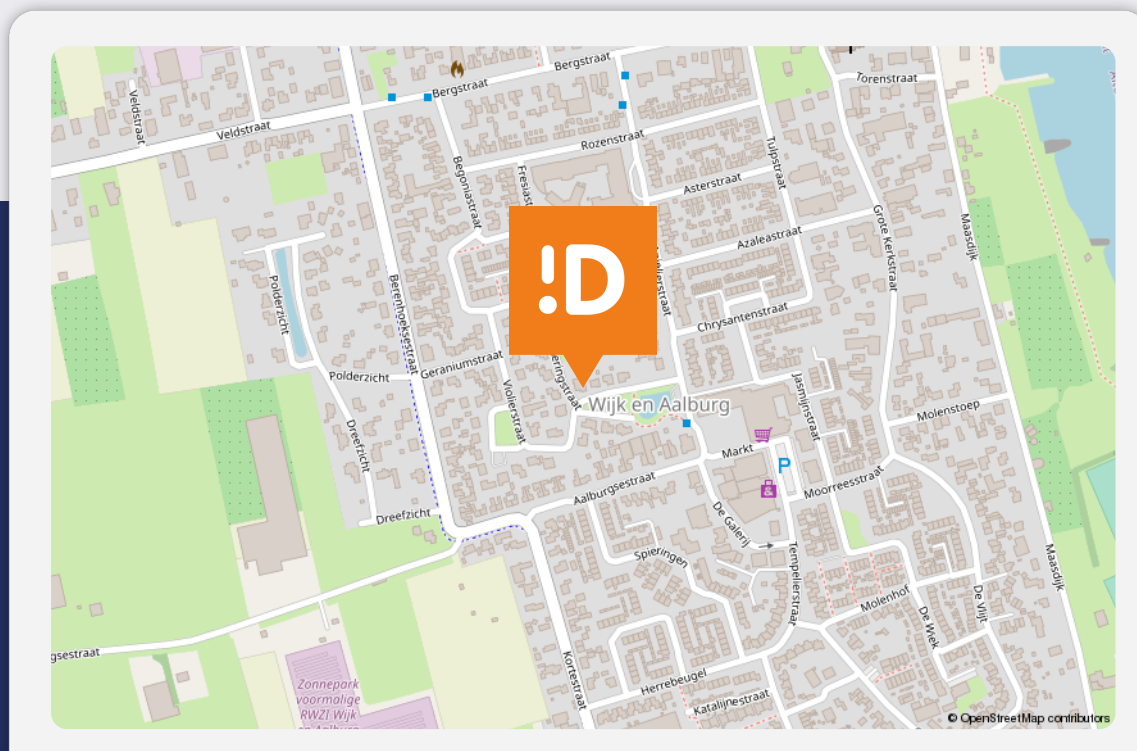 Bergstraat
Torenstraat
Bergstraat
Veldstraat
Veldstraat
Rozenstraat
Tulpstraat
Begoniastraat
Asterstraat
Grote Kerkstraat
Maasdijk
Azaleastraat
!D
Polderzicht
Berenhoeksestraat
Chrysantenstraat
Geraniumstraat
Polderzicht
Violierstraat
Wijk en Aalburg
Jasmijnstraat
Molenstoep
Dreefzicht
Markt
P
Moorreesstraat
Aalburgsestraat
Dreefzicht
De Galerij
Spieringen
Tempelierstraat
Maasdijk
Molenhof
De Vlijt
De Wiek
gsestraat
Kortestraat
Herrebeugel
Katalijnestraat
Zonnepark
voormalige
RWZI Wijk
© OpenStreetMap contributors